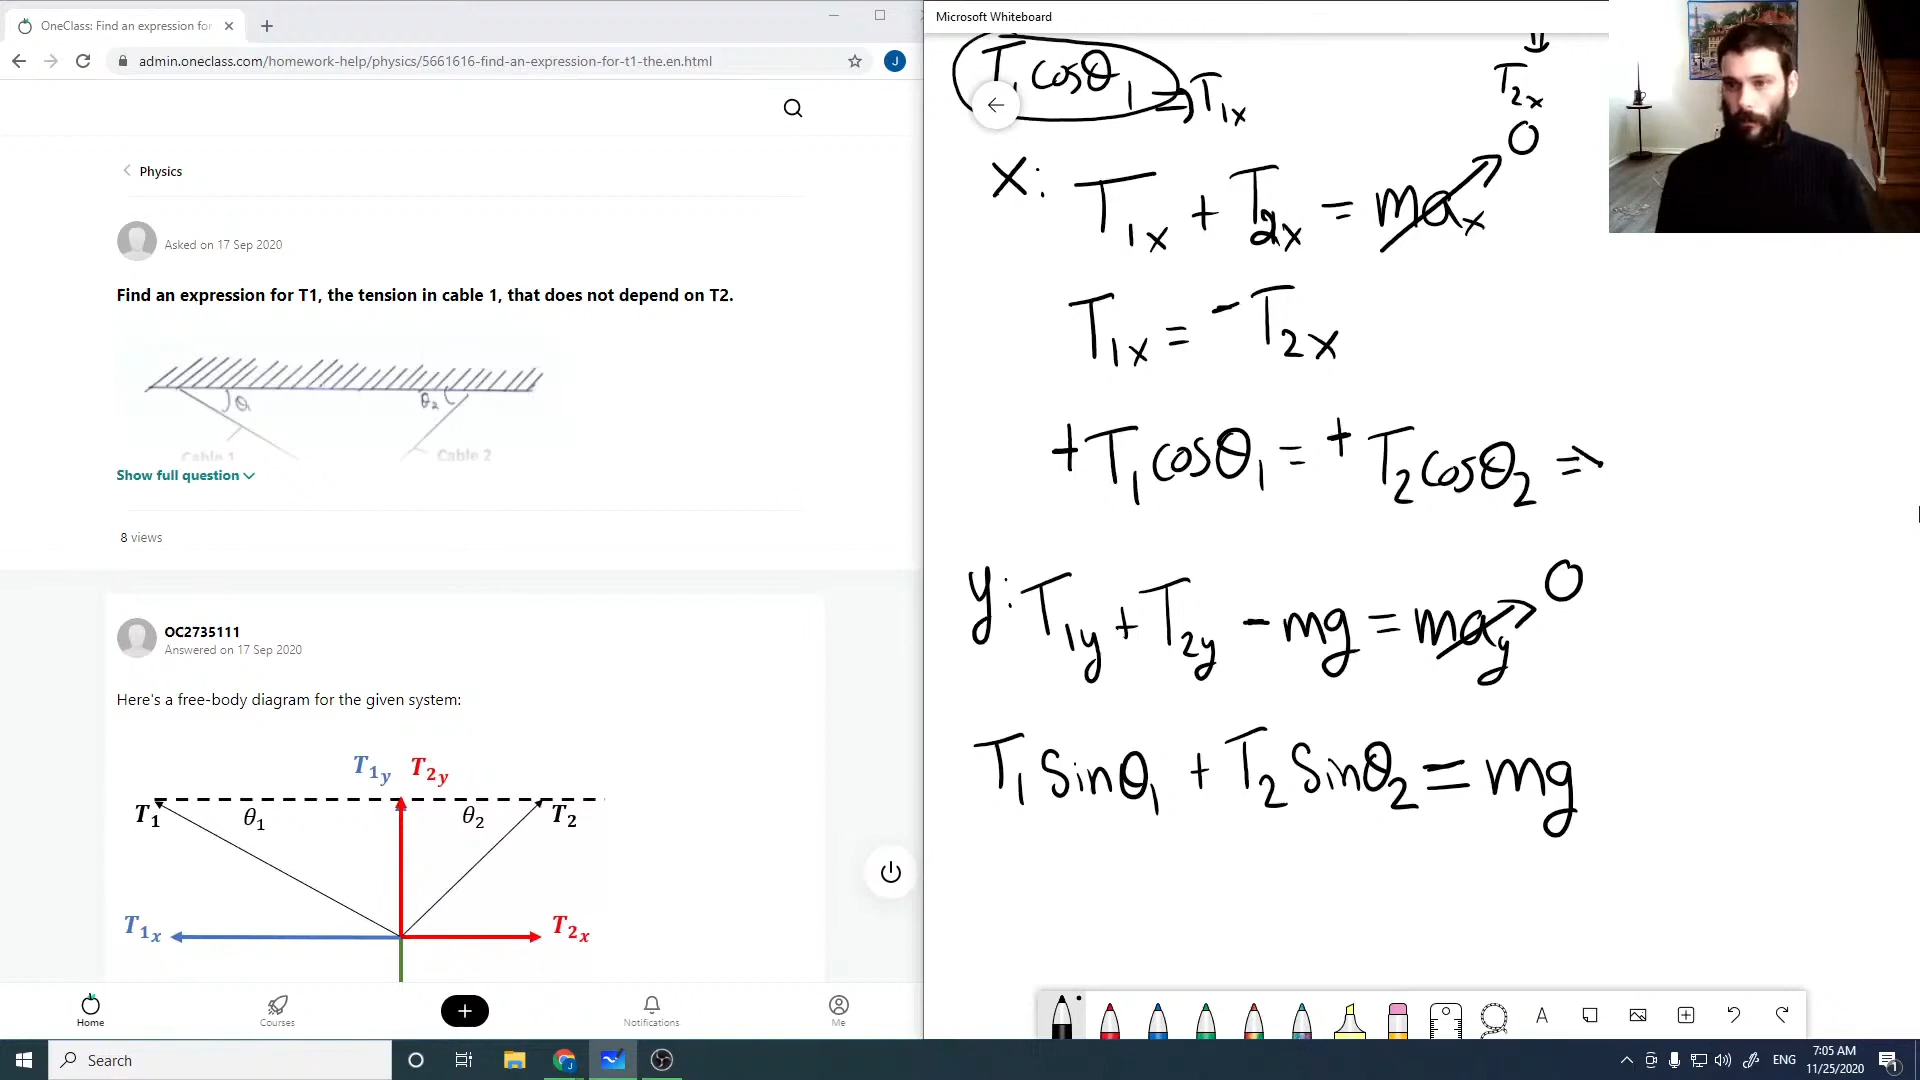 OneClass: Find an expression for
admin.oneclass.com/homework-help/physics/5661616-find-an-expression-for-t1-the.en.html
J
Physics
Asked on 17 Sep 2020
Find an expression for T1, the tension in cable 1, that does not depend on T2.
θ1 θ2
Cable 1 Cable 2
Show full question
8 views
OC2735111
Answered on 17 Sep 2020
Here's a free-body diagram for the given system:
T1y T2y
T1 θ1 θ2 T2
T1x T2x
Home Courses Notifications Me
Microsoft Whiteboard
T1 cosθ1 ⇒ T1x
⇓
T2x
X: T1x + T2x = max 0
T1x = -T2x
+T1 cosθ1 = +T2 cosθ2 ⇒
y: T1y + T2y - mg = may 0
T1 Sinθ1 + T2 Sinθ2 = mg
Search
ENG
7:05 AM
11/25/2020
1